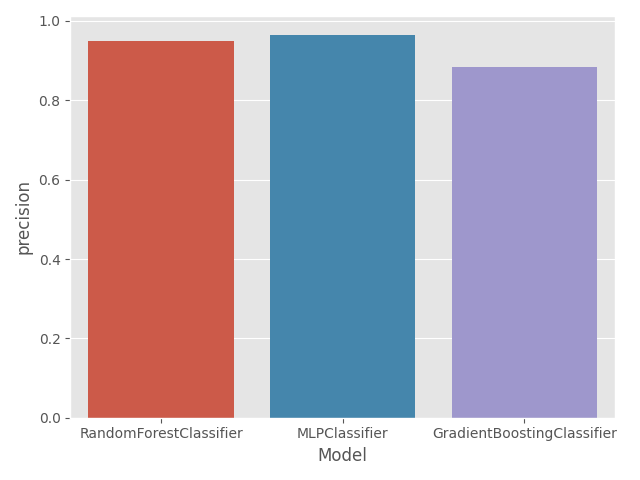 1.0
0.8
0.6
0.4
0.2
0.0
precision
RandomForestClassifier
MLPClassifier
GradientBoostingClassifier
Model